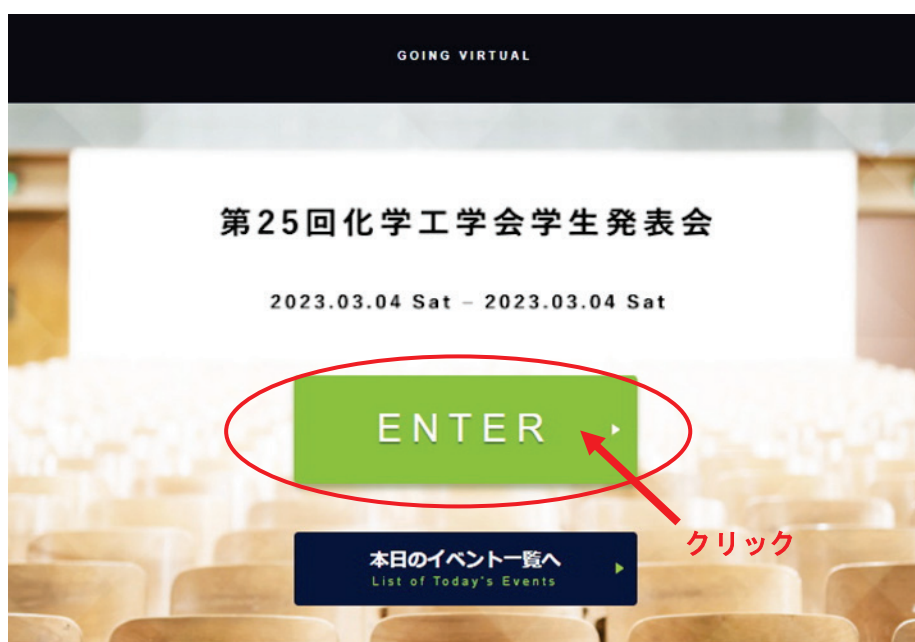 GOING VIRTUAL
第25回化学工学会学生発表会
2023.03.04 Sat – 2023.03.04 Sat
ENTER
クリック
本日のイベント一覧へ
List of Today's Events